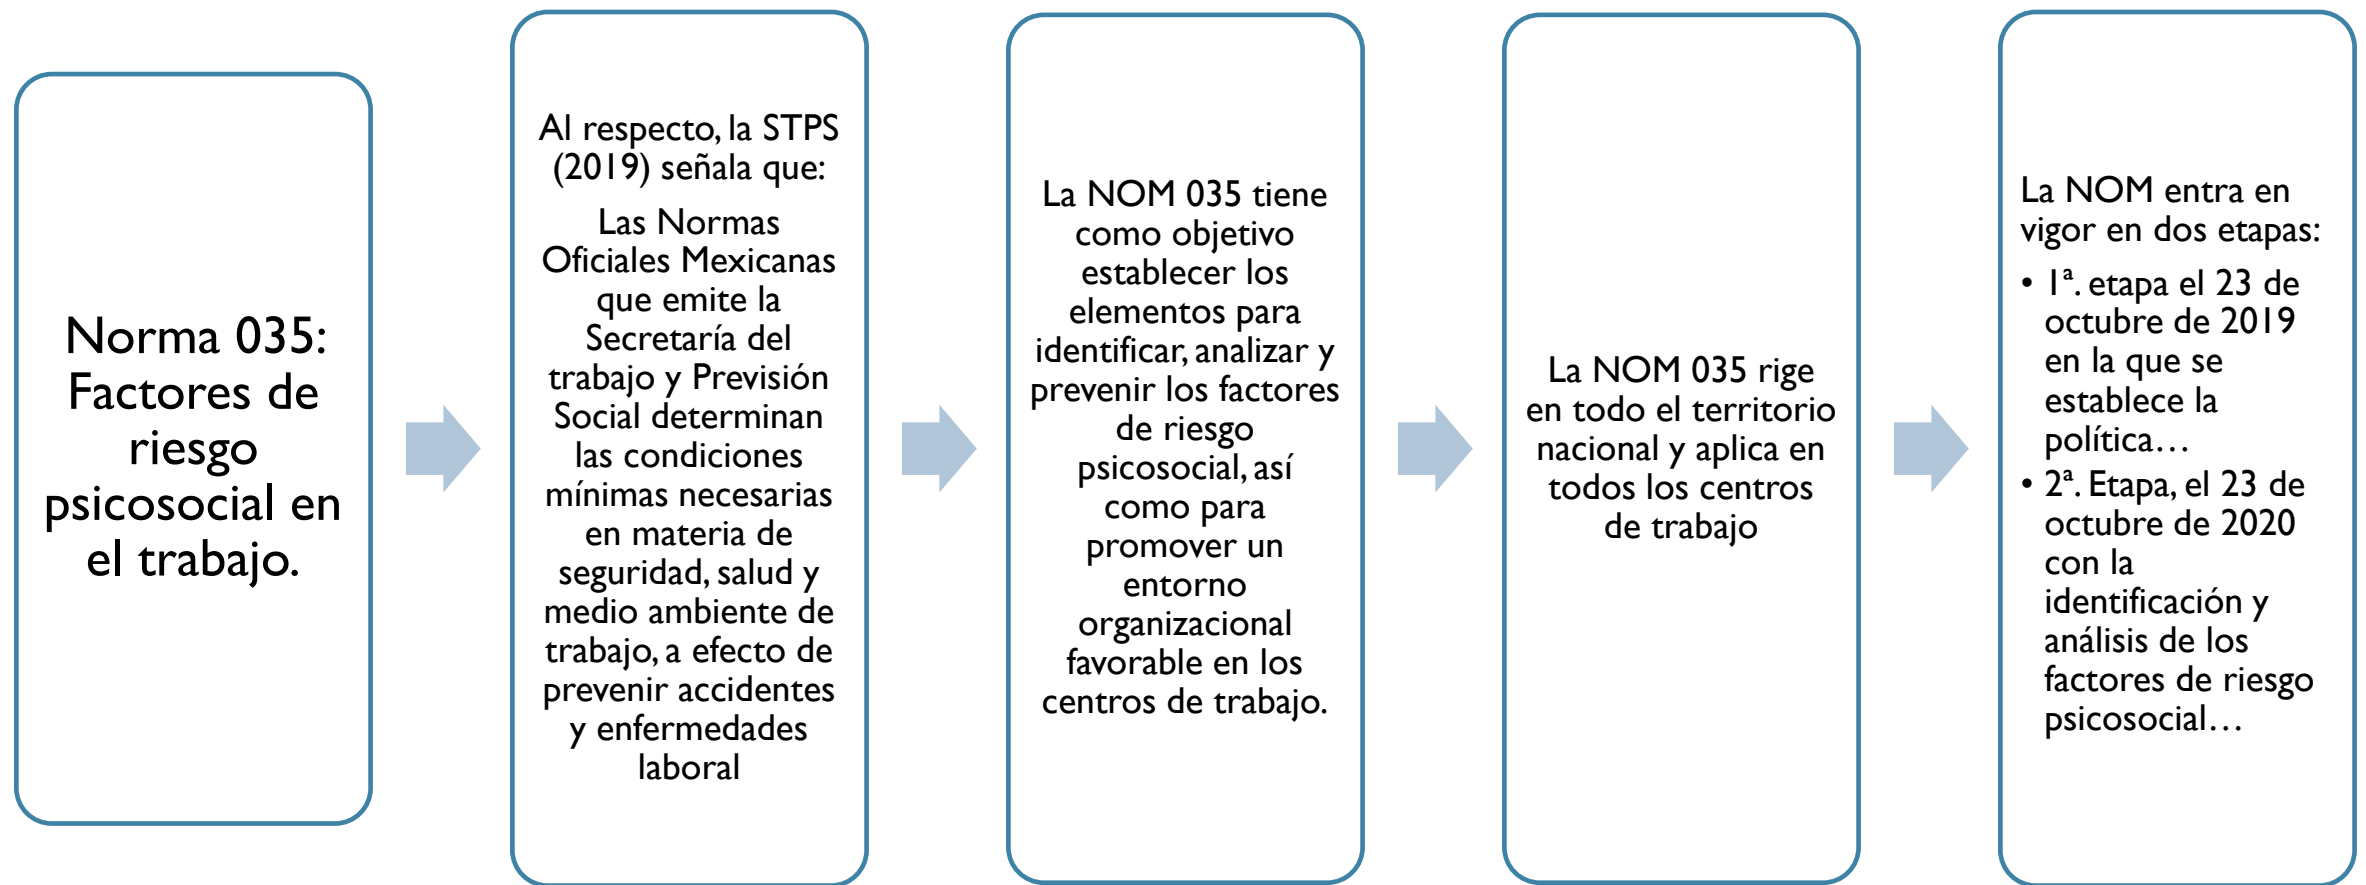 Norma 035:
Factores de
riesgo
psicosocial en
el trabajo.
Al respecto, la STPS
(2019) señala que:
Las Normas
Oficiales Mexicanas
que emite la
Secretaría del
trabajo y Previsión
Social determinan
las condiciones
mínimas necesarias
en materia de
seguridad, salud y
medio ambiente de
trabajo, a efecto de
prevenir accidentes
y enfermedades
laboral
La NOM 035 tiene
como objetivo
establecer los
elementos para
identificar, analizar y
prevenir los factores
de riesgo
psicosocial, así
como para
promover un
entorno
organizacional
favorable en los
centros de trabajo.
La NOM 035 rige
en todo el territorio
nacional y aplica en
todos los centros
de trabajo
La NOM entra en
vigor en dos etapas:
• 1ª. etapa el 23 de
octubre de 2019
en la que se
establece la
política…
• 2ª. Etapa, el 23 de
octubre de 2020
con la
identificación y
análisis de los
factores de riesgo
psicosocial…